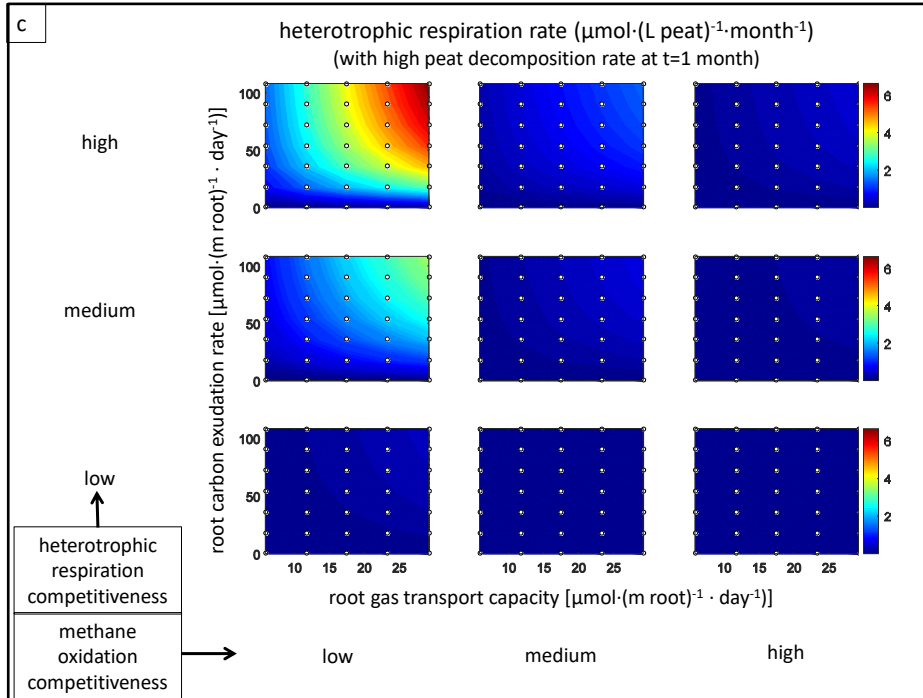 c
heterotrophic respiration rate (μmol·(L peat)⁻¹·month⁻¹)
(with high peat decomposition rate at t=1 month)
high
medium
low
root carbon exudation rate [μmol·(m root)⁻¹ · day⁻¹)]
100
50
0
6
4
2
100
50
0
6
4
2
100
50
0
6
4
2
10 15 20 25
10 15 20 25
10 15 20 25
root gas transport capacity [μmol·(m root)⁻¹ · day⁻¹)]
heterotrophic
respiration
competitiveness
methane
oxidation
competitiveness
low
medium
high